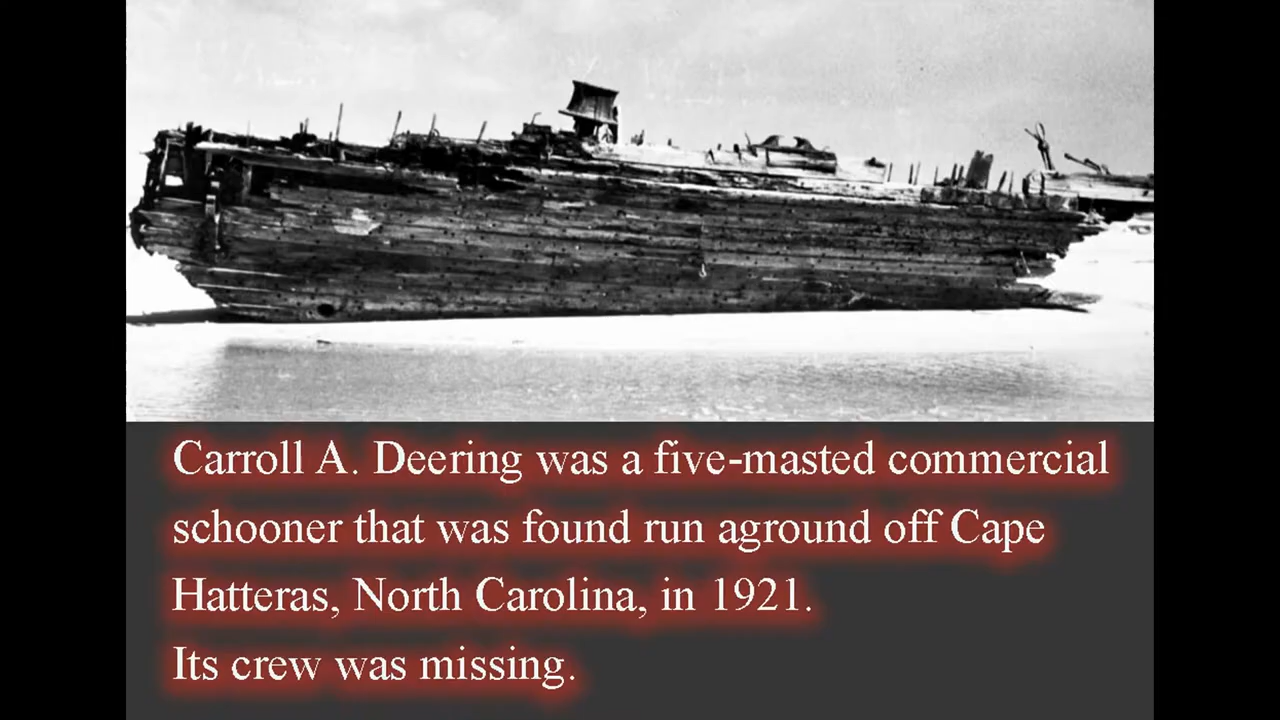 Carroll A. Deering was a five-masted commercial
schooner that was found run aground off Cape
Hatteras, North Carolina, in 1921.
Its crew was missing.